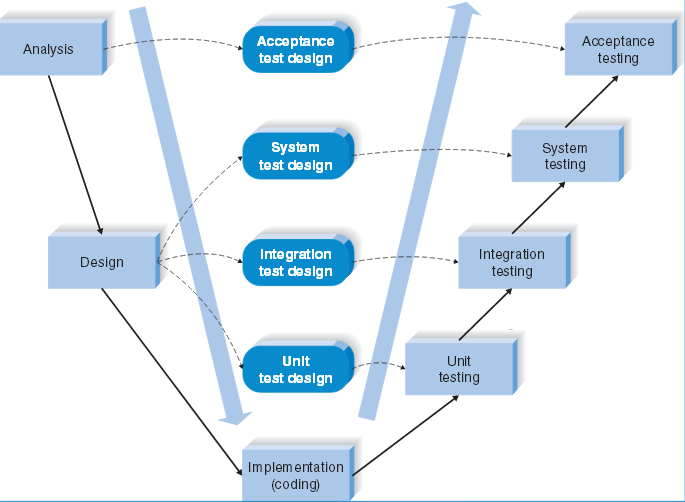 Analysis
Acceptance
test design
Acceptance
testing
System
test design
System
testing
Design
Integration
test design
Integration
testing
Unit
test design
Unit
testing
Implementation
(coding)